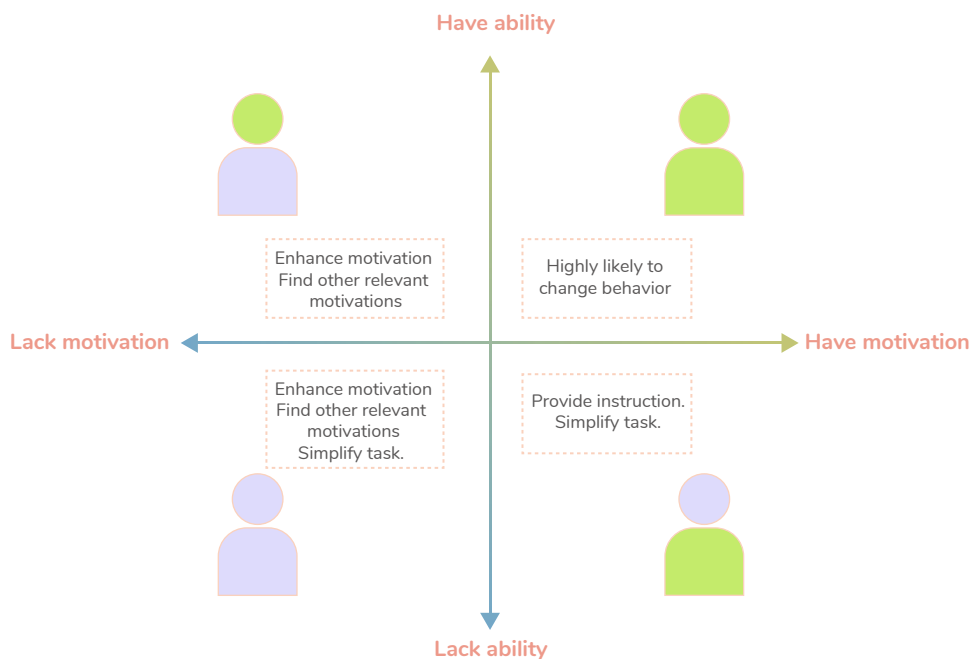 Have ability
Enhance motivation
Find other relevant
motivations
Highly likely to
change behavior
Lack motivation
Have motivation
Enhance motivation
Find other relevant
motivations
Simplify task.
Provide instruction.
Simplify task.
Lack ability